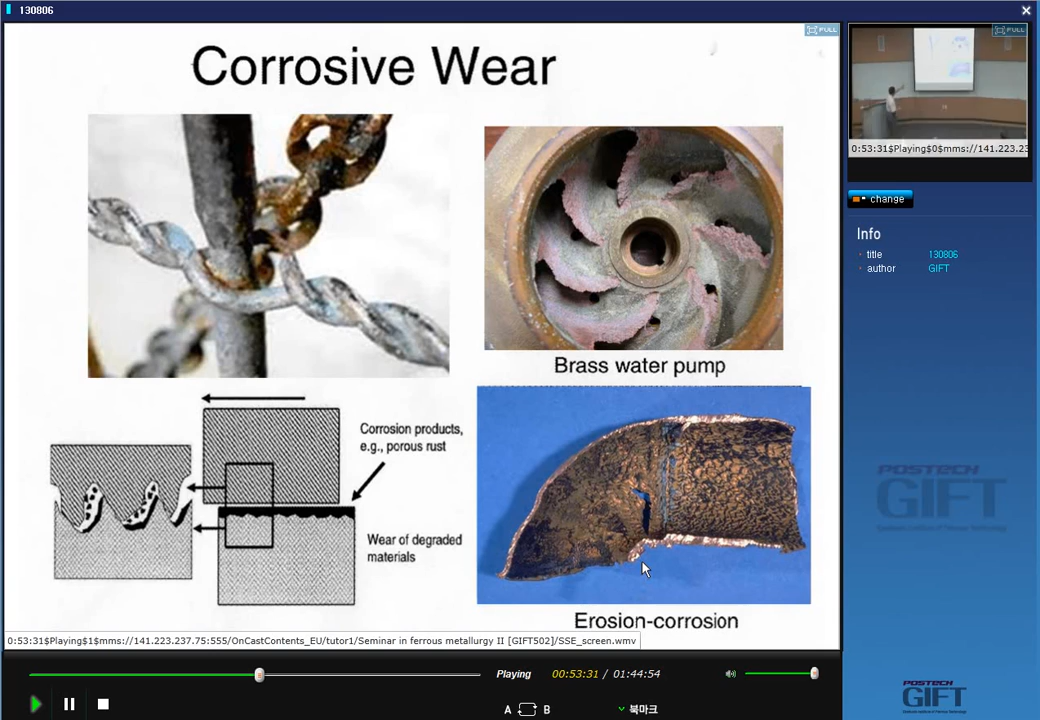 130806
FULL
FULL
Corrosive Wear
Brass water pump
Corrosion products,
e.g., porous rust
Wear of degraded
materials
Erosion-corrosion
0:53:31$Playing$0$mms://141.223.23
change
Info
title 130806
author GIFT
POSTECH
GIFT
0:53:31$Playing$1$mms://141.223.237.75:555/OnCastContents_EU/tutor1/Seminar in ferrous metallurgy II [GIFT502]/SSE_screen.wmv
Playing 00:53:31 / 01:44:54
A B
북마크
POSTECH
GIFT